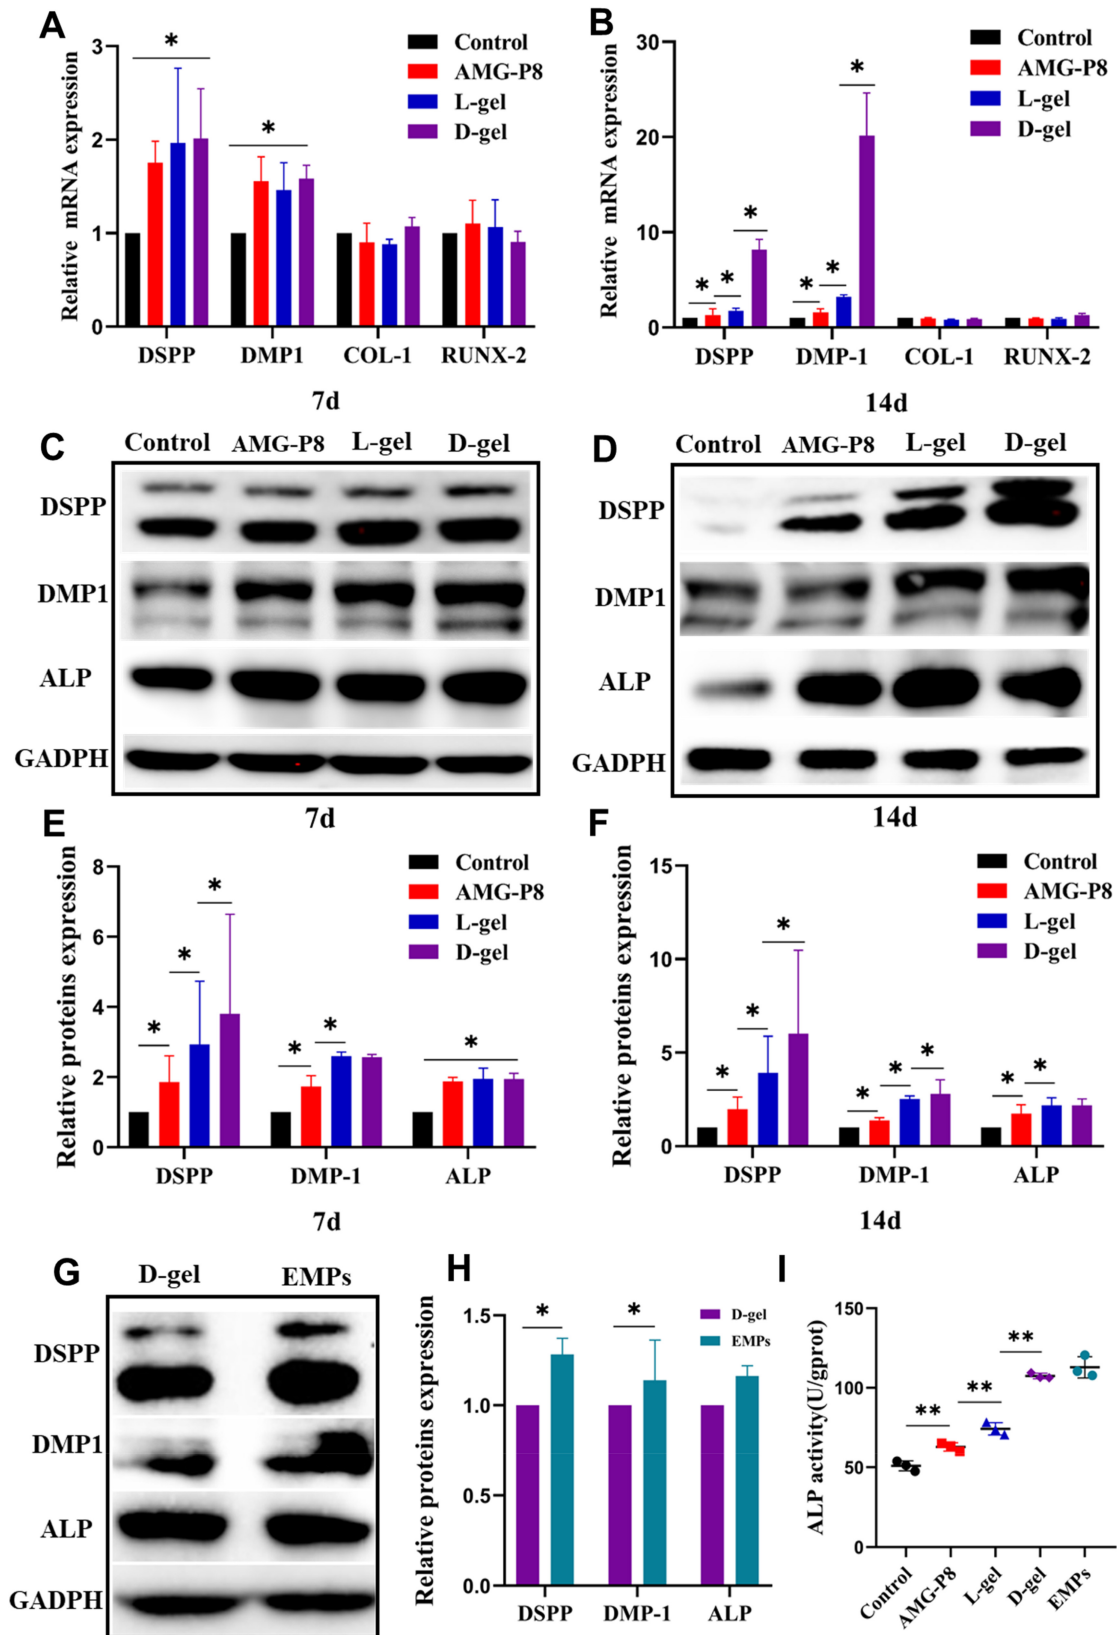 A
Relative mRNA expression
3
2
1
0
*
*
Control
AMG-P8
L-gel
D-gel
DSPP DMP1 COL-1 RUNX-2
7d
B
Relative mRNA expression
30
20
10
0
* * *
* * *
Control
AMG-P8
L-gel
D-gel
DSPP DMP-1 COL-1 RUNX-2
14d
C
Control AMG-P8 L-gel D-gel
DSPP
DMP1
ALP
GADPH
7d
D
Control AMG-P8 L-gel D-gel
DSPP
DMP1
ALP
GADPH
14d
E
Relative proteins expression
8
6
4
2
0
* * *
* *
*
Control
AMG-P8
L-gel
D-gel
DSPP DMP-1 ALP
7d
F
Relative proteins expression
15
10
5
0
* * *
* * *
* *
Control
AMG-P8
L-gel
D-gel
DSPP DMP-1 ALP
14d
G
D-gel EMPs
DSPP
DMP1
ALP
GADPH
H
Relative proteins expression
1.5
1.0
0.5
0.0
* *
D-gel
EMPs
DSPP DMP-1 ALP
I
ALP activity(U/gprot)
150
100
50
0
** ** **
Control AMG-P8 L-gel D-gel EMPs